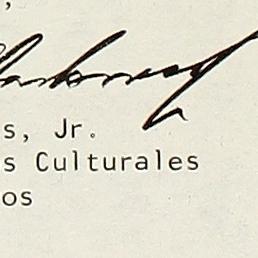 s, Jr.
s Culturales
os